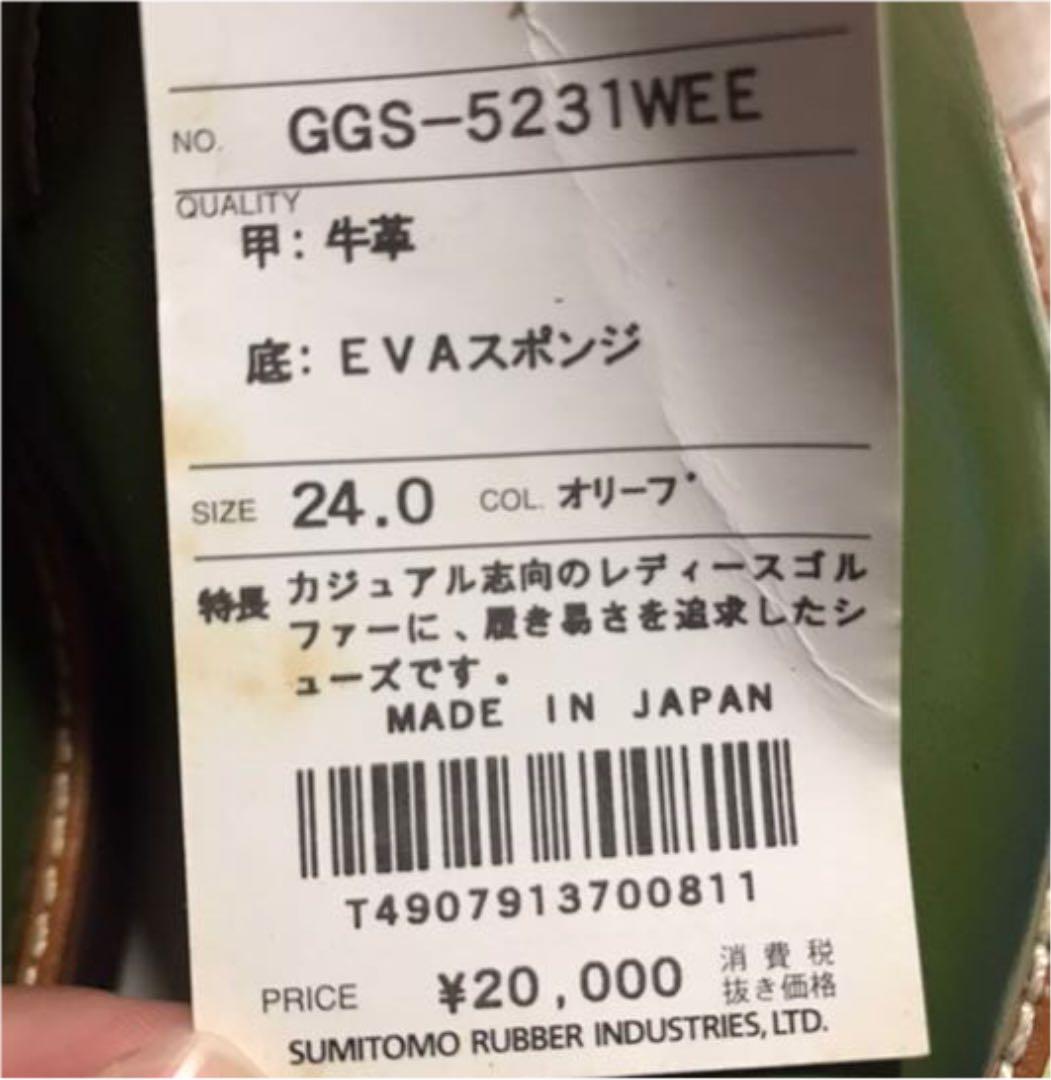 NO. GGS-5231WEE
QUALITY
甲: 牛革
底: EVAスポンジ
SIZE 24.0 COL. オリーブ
特長 カジュアル志向のレディースゴル
ファーに、履き易さを追求したシ
ューズです。
MADE IN JAPAN
T4907913700811
PRICE ¥20,000 消費税
抜き価格
SUMITOMO RUBBER INDUSTRIES, LTD.